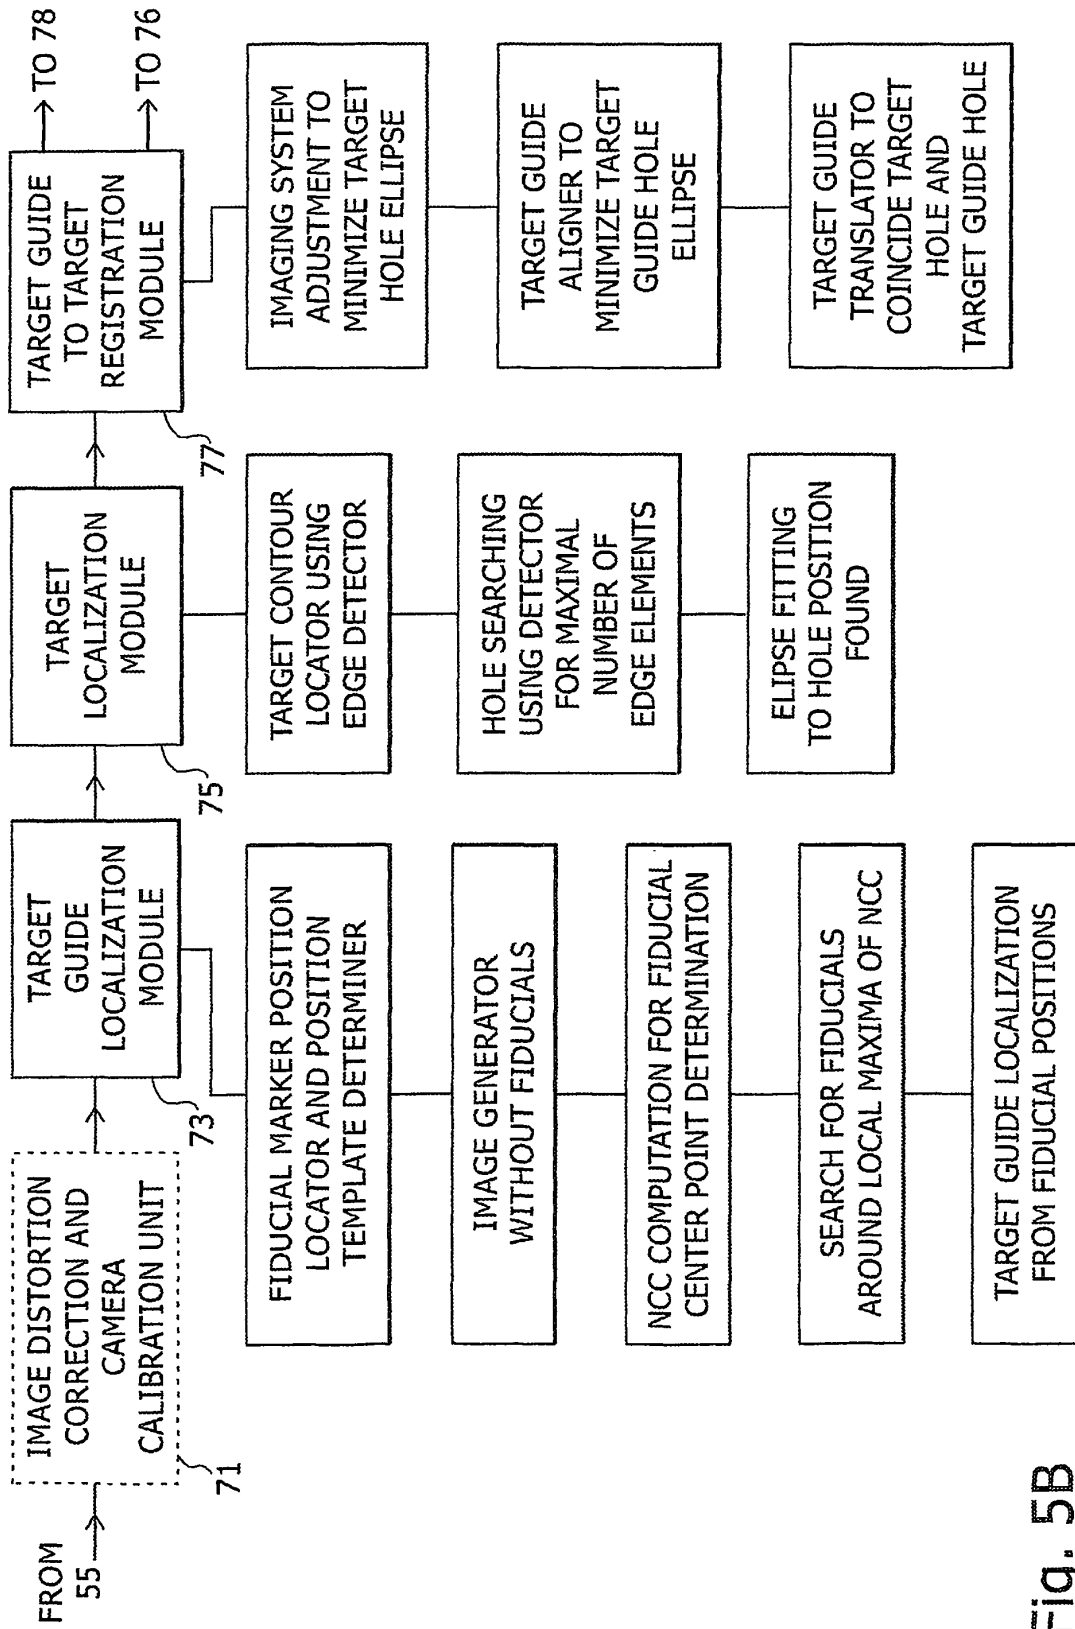 FROM
55
IMAGE DISTORTION
CORRECTION AND
CAMERA
CALIBRATION UNIT
71
TARGET
GUIDE
LOCALIZATION
MODULE
73
TARGET
LOCALIZATION
MODULE
75
TARGET GUIDE
TO TARGET
REGISTRATION
MODULE
77
TO 78
TO 76
FIDUCIAL MARKER POSITION
LOCATOR AND POSITION
TEMPLATE DETERMINER
IMAGE GENERATOR
WITHOUT FIDUCIALS
NCC COMPUTATION FOR FIDUCIAL
CENTER POINT DETERMINATION
SEARCH FOR FIDUCIALS
AROUND LOCAL MAXIMA OF NCC
TARGET GUIDE LOCALIZATION
FROM FIDUCIAL POSITIONS
TARGET CONTOUR
LOCATOR USING
EDGE DETECTOR
HOLE SEARCHING
USING DETECTOR
FOR MAXIMAL
NUMBER OF
EDGE ELEMENTS
ELIPSE FITTING
TO HOLE POSITION
FOUND
IMAGING SYSTEM
ADJUSTMENT TO
MINIMIZE TARGET
HOLE ELLIPSE
TARGET GUIDE
ALIGNER TO
MINIMIZE TARGET
GUIDE HOLE
ELLIPSE
TARGET GUIDE
TRANSLATOR TO
COINCIDE TARGET
HOLE AND
TARGET GUIDE HOLE
Fig. 5B